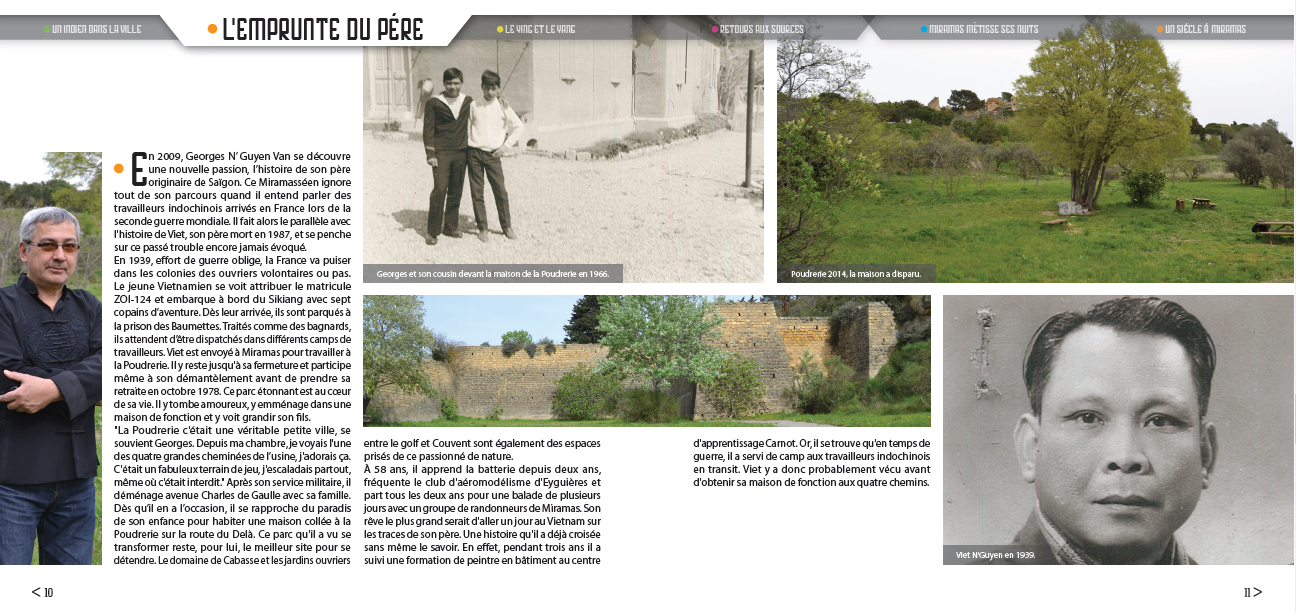 UN INDIEN DANS LA VILLE
L'EMPRUNTE DU PÉRE
LE YING ET LE YANG
RETOURS AUX SOURCES
MIRAMAS MÉTISSE SES NUITS
UN SIÈCLE À MIRAMAS
En 2009, Georges N' Guyen Van se découvre
une nouvelle passion, l'histoire de son père
originaire de Saïgon. Ce Miramasséen ignore
tout de son parcours quand il entend parler des
travailleurs indochinois arrivés en France lors de la
seconde guerre mondiale. Il fait alors le parallèle avec
l'histoire de Viet, son père mort en 1987, et se penche
sur ce passé trouble encore jamais évoqué.
En 1939, effort de guerre oblige, la France va puiser
dans les colonies des ouvriers volontaires ou pas.
Le jeune Vietnamien se voit attribuer le matricule
ZOI-124 et embarque à bord du Sikiang avec sept
copains d'aventure. Dès leur arrivée, ils sont parqués à
la prison des Baumettes. Traités comme des bagnards,
ils attendent d'être dispatchés dans différents camps de
travailleurs. Viet est envoyé à Miramas pour travailler à
la Poudrerie. Il y reste jusqu'à sa fermeture et participe
même à son démantèlement avant de prendre sa
retraite en octobre 1978. Ce parc étonnant est au cœur
de sa vie. Il y tombe amoureux, y emménage dans une
maison de fonction et y voit grandir son fils.
"La Poudrerie c'était une véritable petite ville, se
souvient Georges. Depuis ma chambre, je voyais l'une
des quatre grandes cheminées de l'usine, j'adorais ça.
C'était un fabuleux terrain de jeu, j'escaladais partout,
même où c'était interdit." Après son service militaire, il
déménage avenue Charles de Gaulle avec sa famille.
Dès qu'il en a l'occasion, il se rapproche du paradis
de son enfance pour habiter une maison collée à la
Poudrerie sur la route du Delà. Ce parc qu'il a vu se
transformer reste, pour lui, le meilleur site pour se
détendre. Le domaine de Cabasse et les jardins ouvriers
Georges et son cousin devant la maison de la Poudrerie en 1966.
Poudrerie 2014, la maison a disparu.
entre le golf et Couvent sont également des espaces
prisés de ce passionné de nature.
À 58 ans, il apprend la batterie depuis deux ans,
fréquente le club d'aéromodélisme d'Eyguières et
part tous les deux ans pour une balade de plusieurs
jours avec un groupe de randonneurs de Miramas. Son
rêve le plus grand serait d'aller un jour au Vietnam sur
les traces de son père. Une histoire qu'il a déjà croisée
sans même le savoir. En effet, pendant trois ans il a
suivi une formation de peintre en bâtiment au centre
d'apprentissage Carnot. Or, il se trouve qu'en temps de
guerre, il a servi de camp aux travailleurs indochinois
en transit. Viet y a donc probablement vécu avant
d'obtenir sa maison de fonction aux quatre chemins.
Viet N'Guyen en 1939.
< 10
11 >